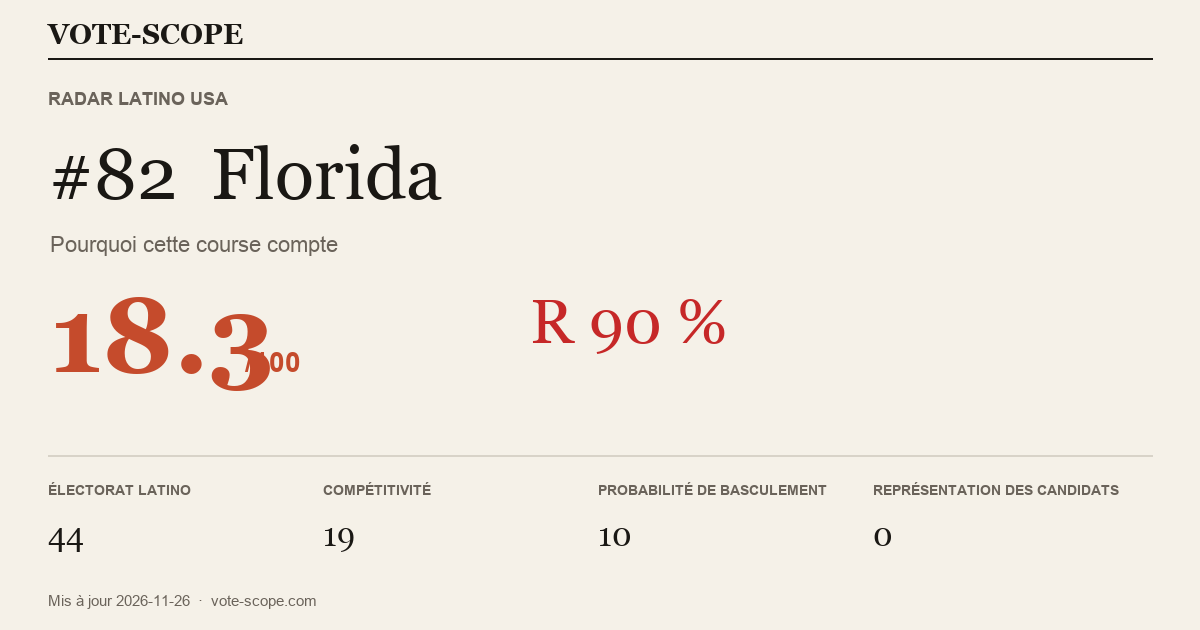 VOTE-SCOPE
RADAR LATINO USA
#82 Florida
Pourquoi cette course compte
18.3 /100 R 90 %
ÉLECTORAT LATINO COMPÉTITIVITÉ PROBABILITÉ DE BASCULEMENT REPRÉSENTATION DES CANDIDATS
44 19 10 0
Mis à jour 2026-11-26 · vote-scope.com